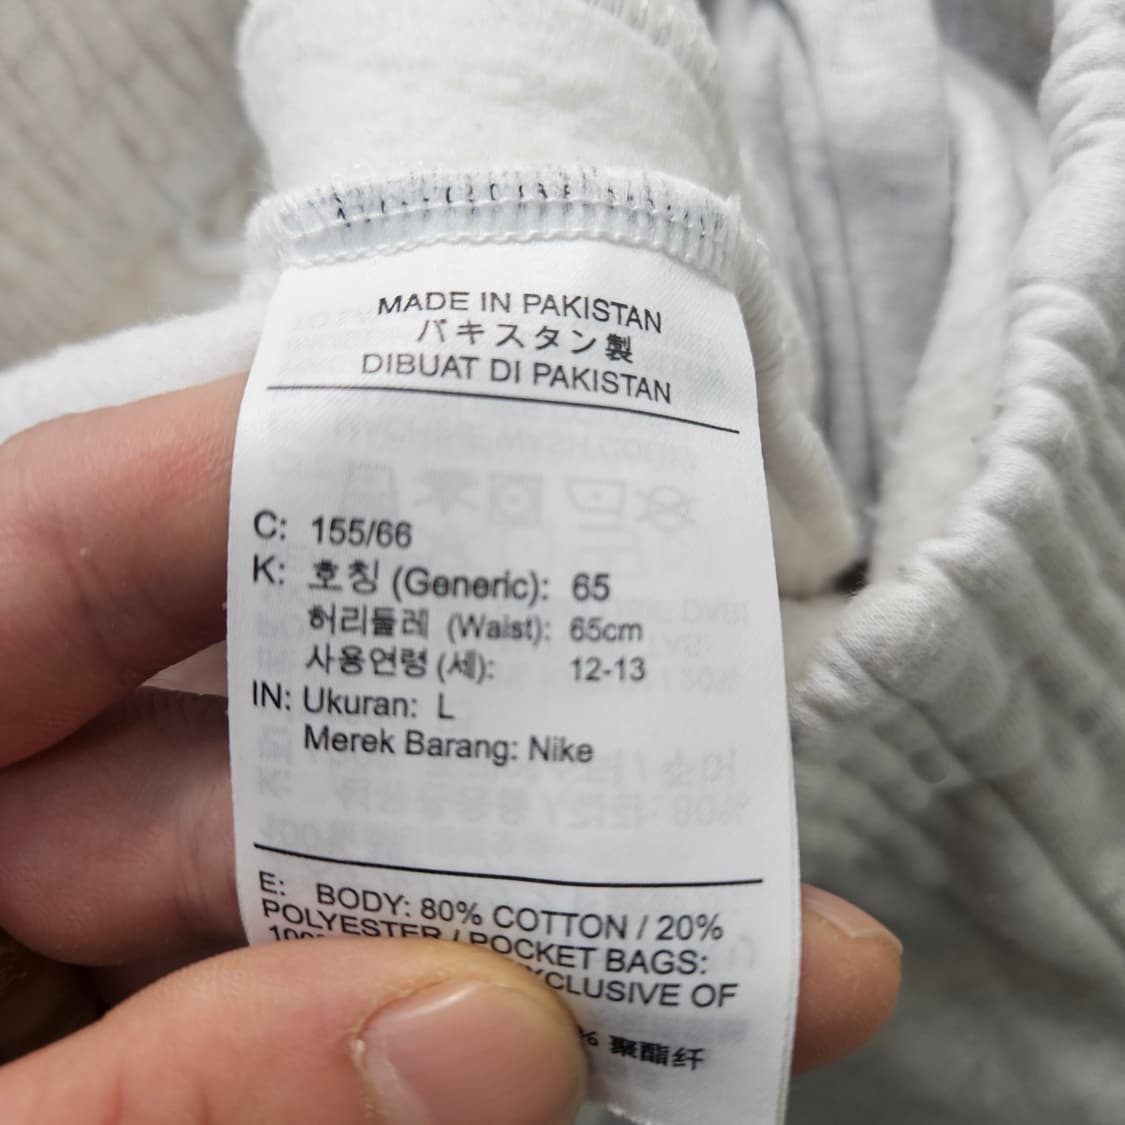 MADE IN PAKISTAN
パキスタン製
DIBUAT DI PAKISTAN
C: 155/66
K: 호칭 (Generic): 65
허리둘레 (Waist): 65cm
사용연령 (세): 12-13
IN: Ukuran: L
Merek Barang: Nike
E: BODY: 80% COTTON / 20%
POLYESTER / POCKET BAGS:
EXCLUSIVE OF
% 聚酯纤